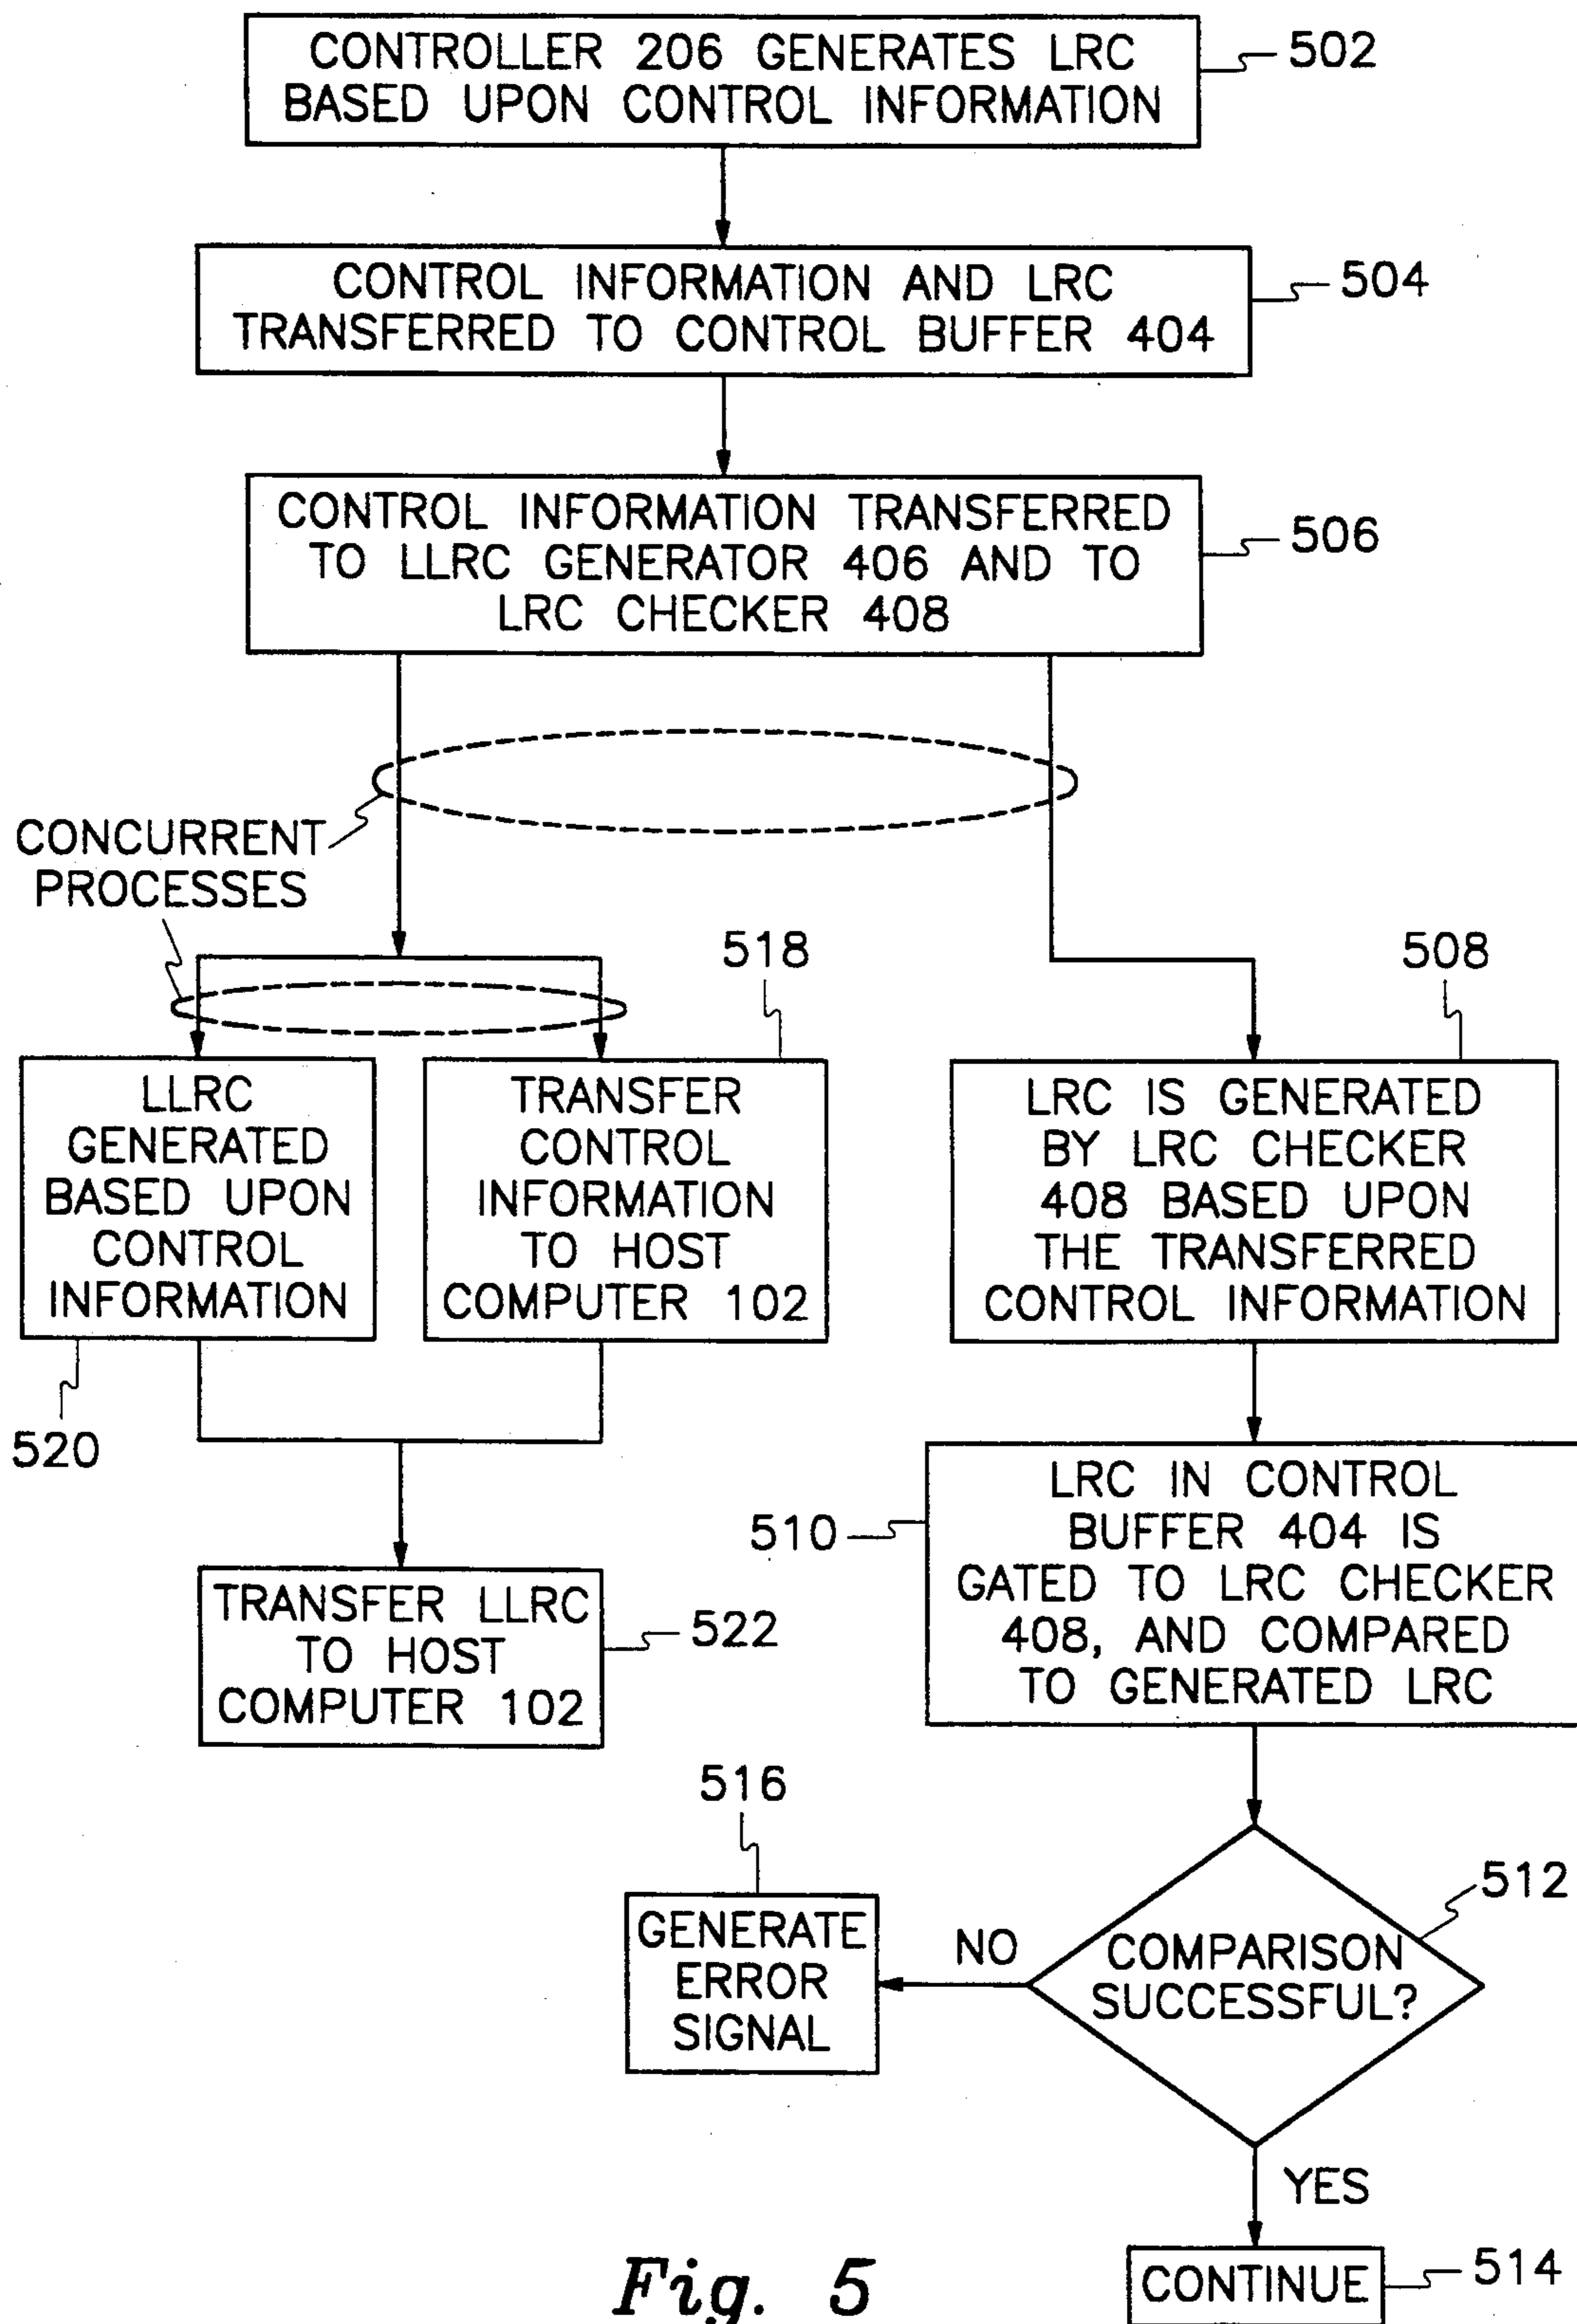 CONTROLLER 206 GENERATES LRC
BASED UPON CONTROL INFORMATION
502
CONTROL INFORMATION AND LRC
TRANSFERRED TO CONTROL BUFFER 404
504
CONTROL INFORMATION TRANSFERRED
TO LLRC GENERATOR 406 AND TO
LRC CHECKER 408
506
CONCURRENT
PROCESSES
518
508
LLRC
GENERATED
BASED UPON
CONTROL
INFORMATION
520
TRANSFER
CONTROL
INFORMATION
TO HOST
COMPUTER 102
LRC IS GENERATED
BY LRC CHECKER
408 BASED UPON
THE TRANSFERRED
CONTROL INFORMATION
TRANSFER LLRC
TO HOST
COMPUTER 102
522
510
LRC IN CONTROL
BUFFER 404 IS
GATED TO LRC CHECKER
408, AND COMPARED
TO GENERATED LRC
516
GENERATE
ERROR
SIGNAL
NO
COMPARISON
SUCCESSFUL?
512
YES
CONTINUE
514
Fig. 5